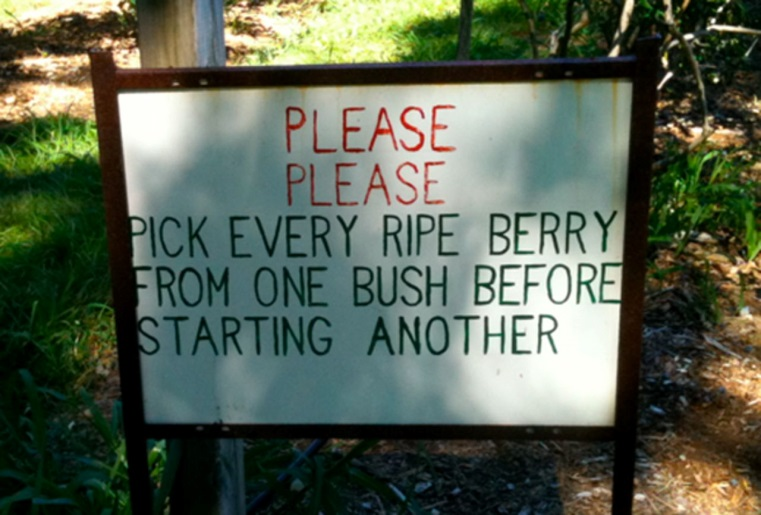 PLEASE
PLEASE
PICK EVERY RIPE BERRY
FROM ONE BUSH BEFORE
STARTING ANOTHER